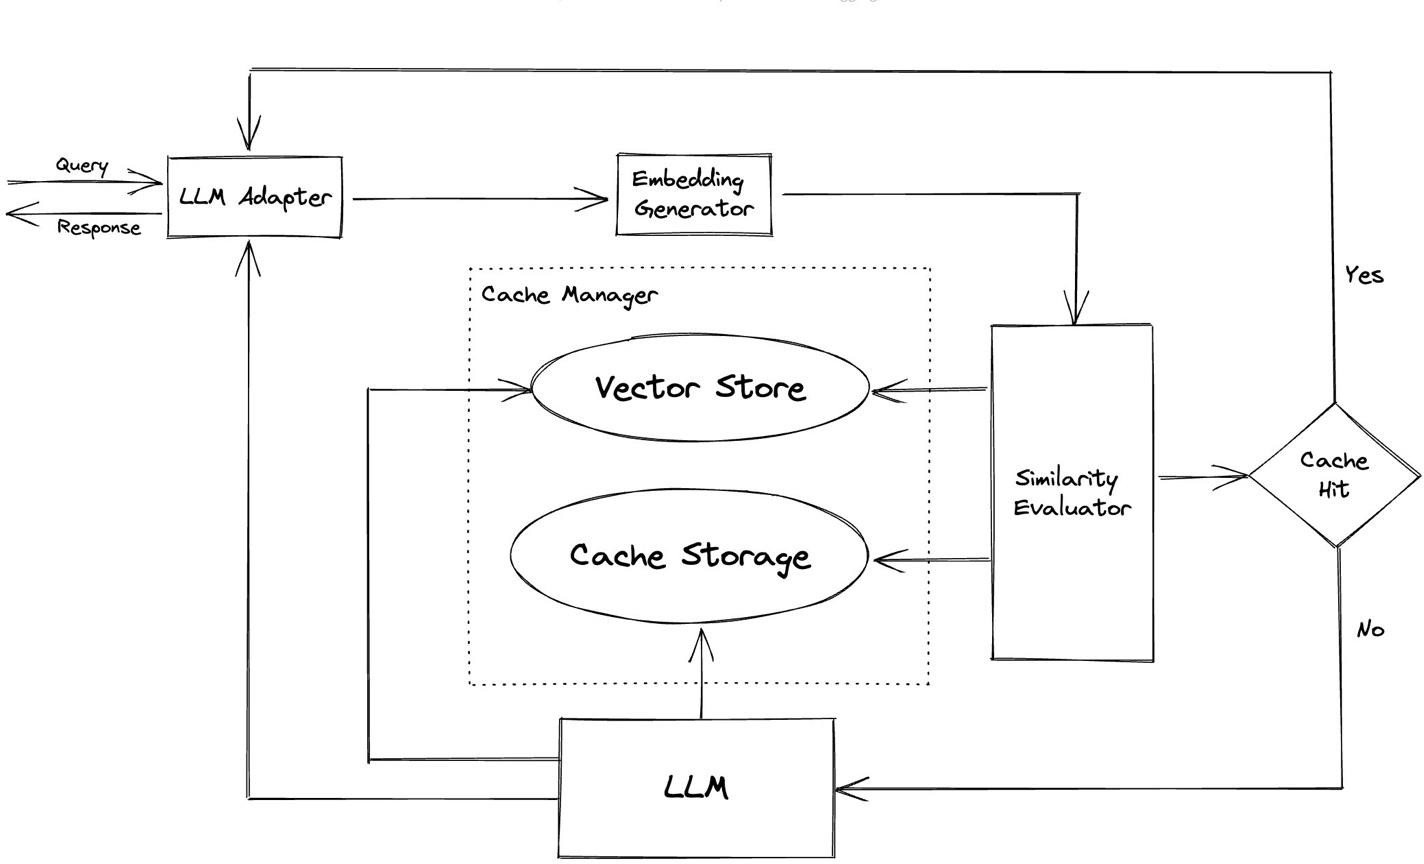 Query
LLM Adapter
Response
Embedding
Generator
Cache Manager
Vector Store
Yes
Similarity
Evaluator
Cache
Hit
Cache Storage
No
LLM